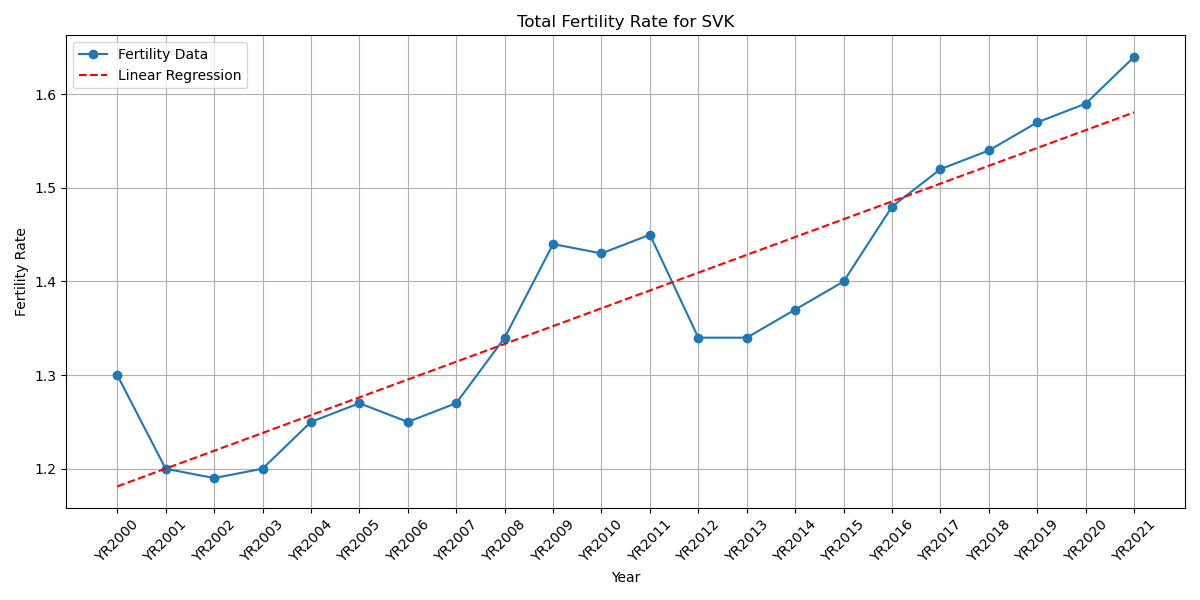 Total Fertility Rate for SVK
Fertility Data
Linear Regression
Fertility Rate
1.6
1.5
1.4
1.3
1.2
YR2000
YR2001
YR2002
YR2003
YR2004
YR2005
YR2006
YR2007
YR2008
YR2009
YR2010
YR2011
YR2012
YR2013
YR2014
YR2015
YR2016
YR2017
YR2018
YR2019
YR2020
YR2021
Year